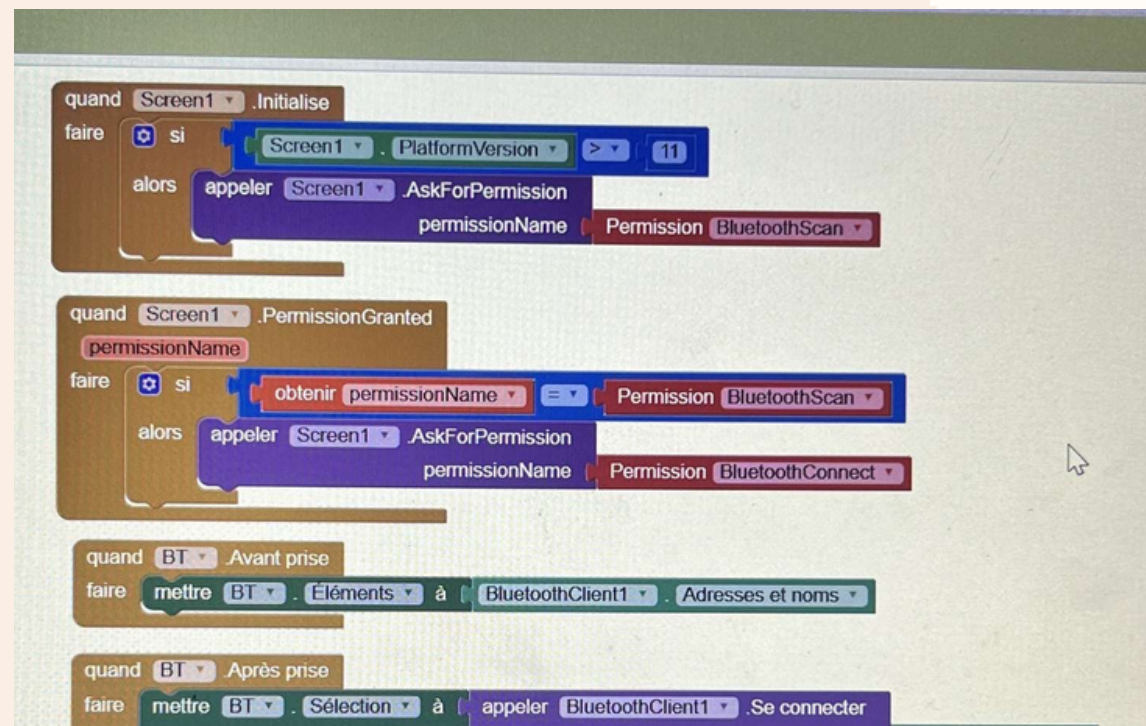 quand Screen1 .Initialise
faire si Screen1 . PlatformVersion > 11
alors appeler Screen1 .AskForPermission
permissionName Permission BluetoothScan
quand Screen1 .PermissionGranted
permissionName
faire si obtenir permissionName = Permission BluetoothScan
alors appeler Screen1 .AskForPermission
permissionName Permission BluetoothConnect
quand BT .Avant prise
faire mettre BT . Éléments à BluetoothClient1 . Adresses et noms
quand BT .Après prise
faire mettre BT . Sélection à appeler BluetoothClient1 .Se connecter